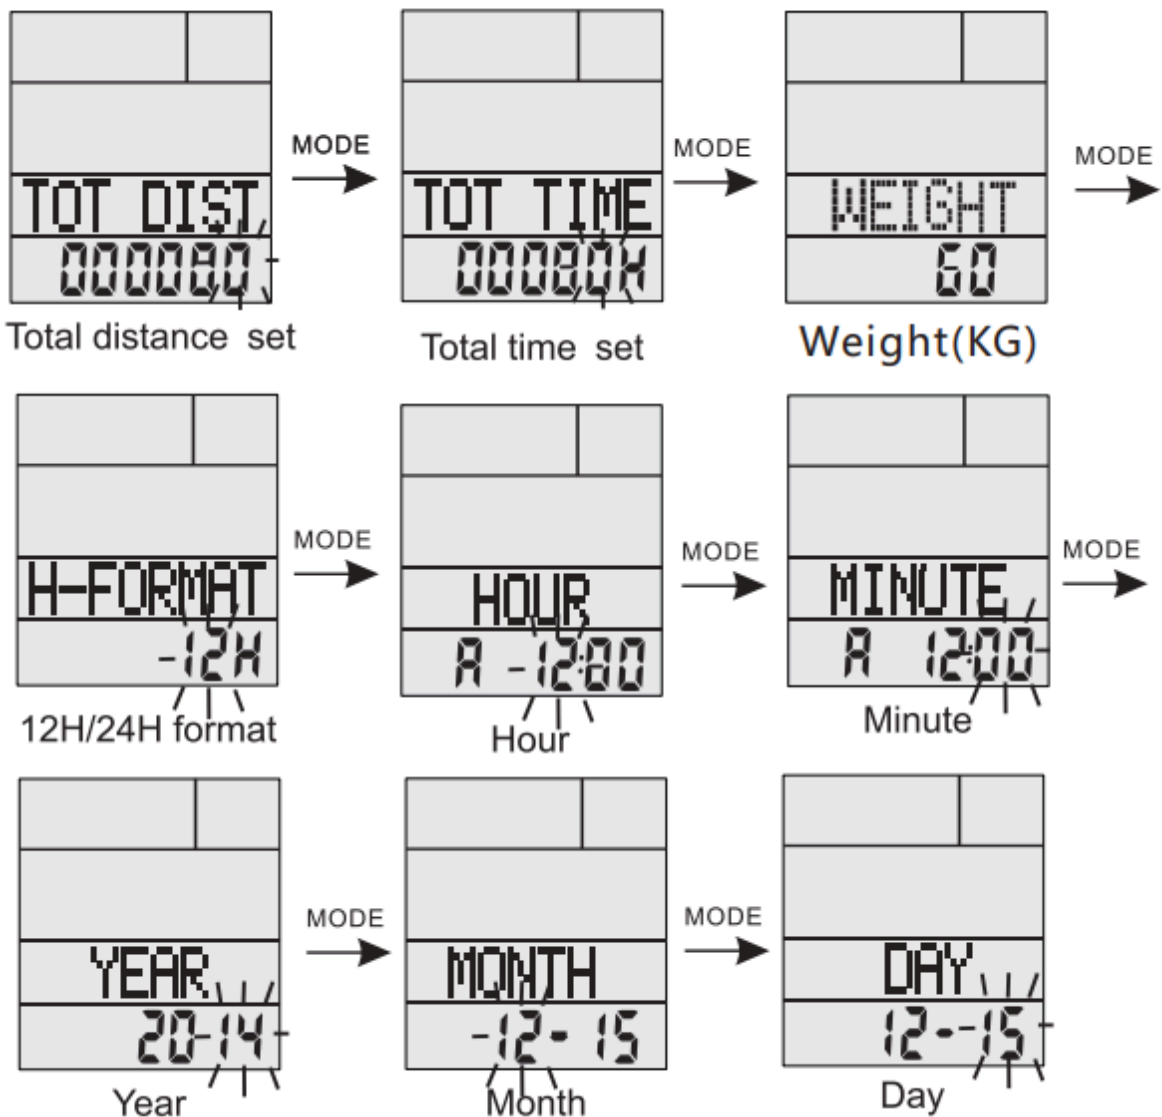 MODE
TOT DIST
000080
Total distance set
MODE
TOT TIME
00080H
Total time set
MODE
WEIGHT
60
Weight(KG)
MODE
H-FORMAT
12H
12H/24H format
MODE
HOUR
A 12:00
Hour
MODE
MINUTE
A 12:00
Minute
MODE
YEAR
2014
Year
MODE
MONTH
12-15
Month
DAY
12-15
Day